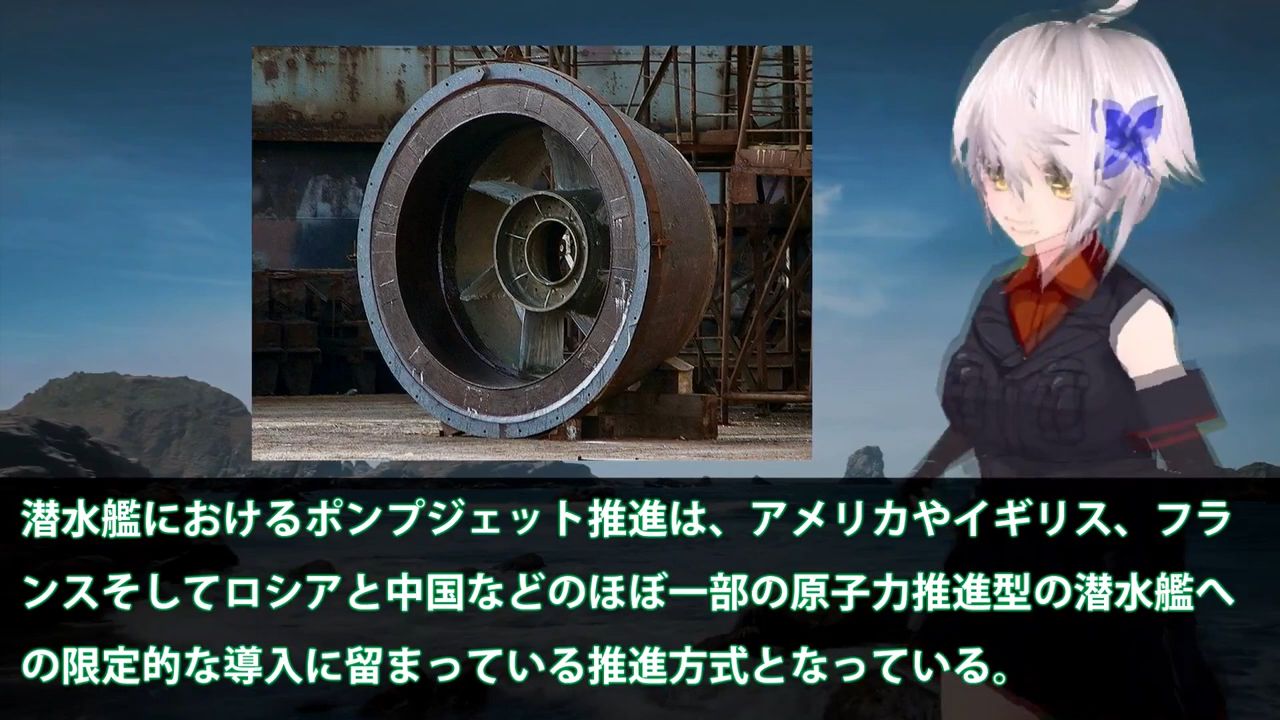 潜水艦におけるポンプジェット推進は、アメリカやイギリス、フラ
ンスそしてロシアと中国などのほぼ一部の原子力推進型の潜水艦へ
の限定的な導入に留まっている推進方式となっている。